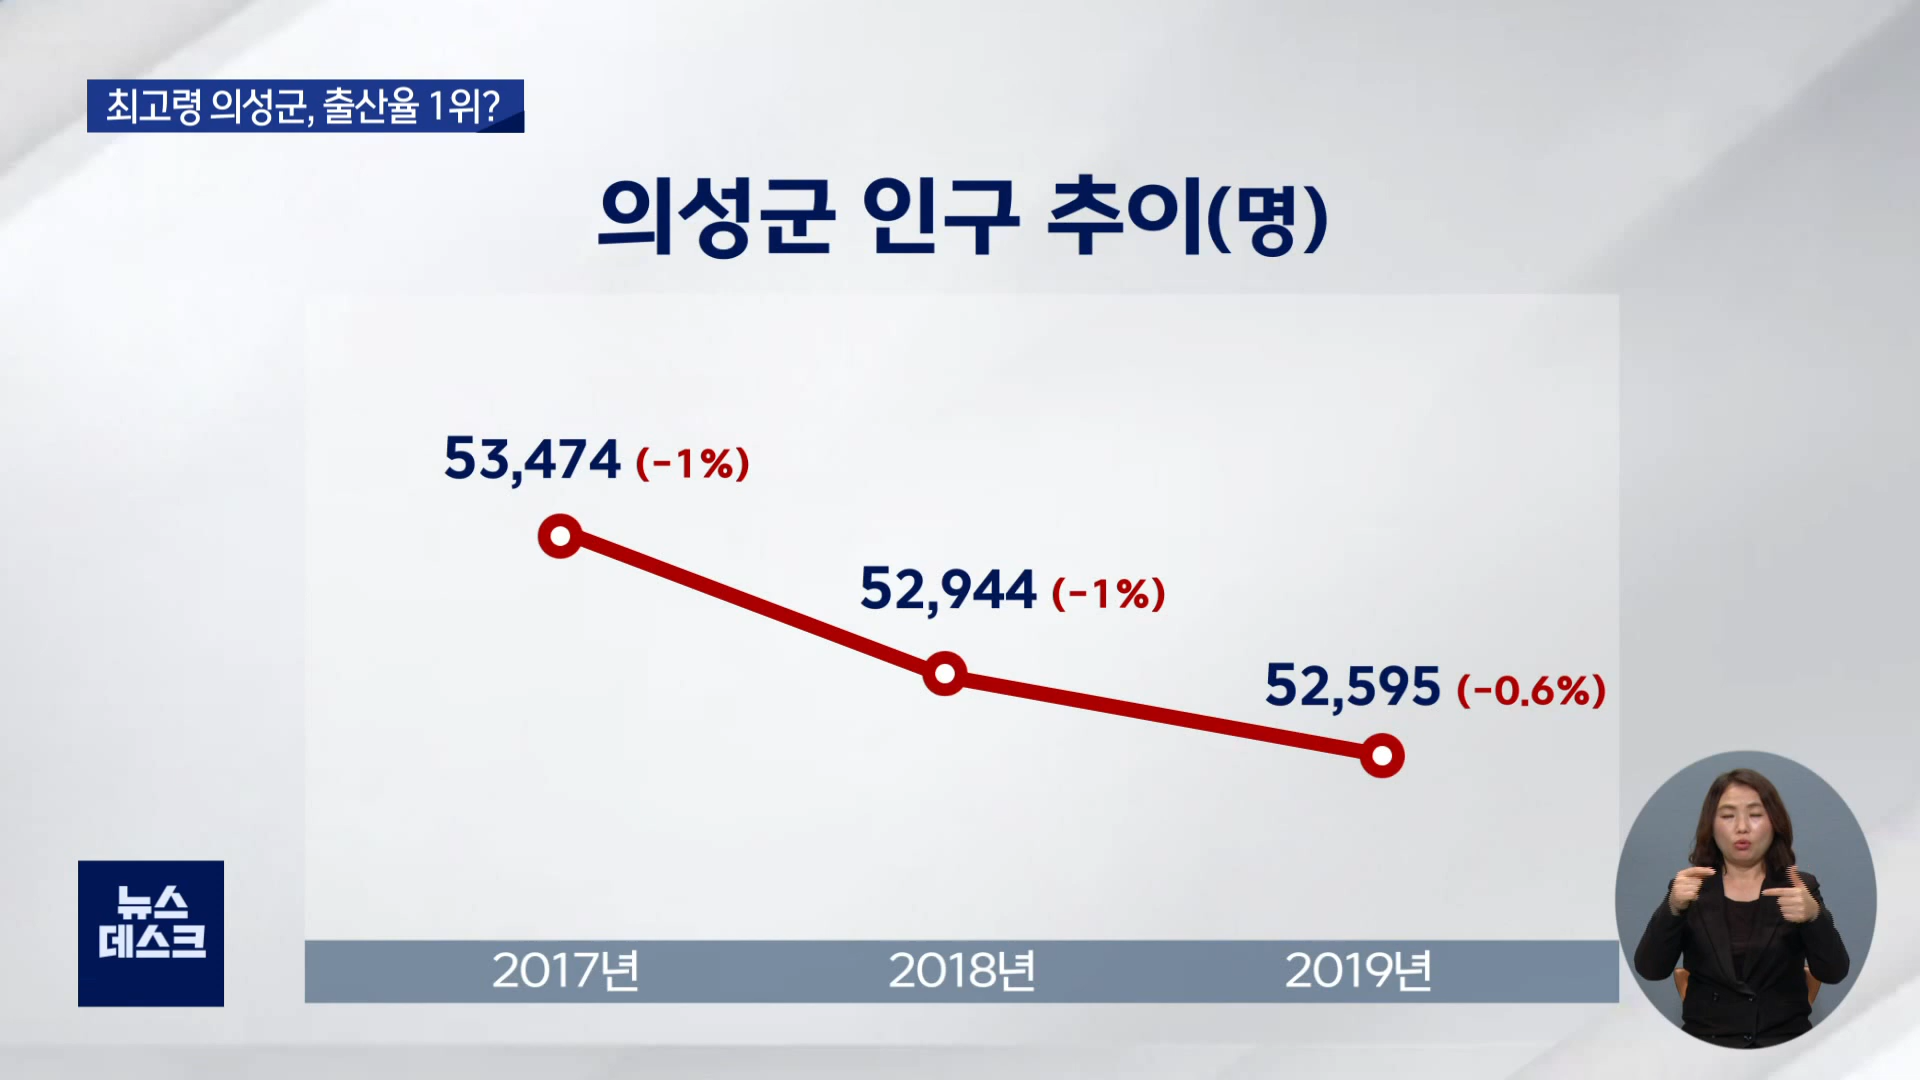 최고령 의성군, 출산율 1위?
의성군 인구 추이(명)
53,474 (-1%)
52,944 (-1%)
52,595 (-0.6%)
2017년 2018년 2019년
뉴스
데스크